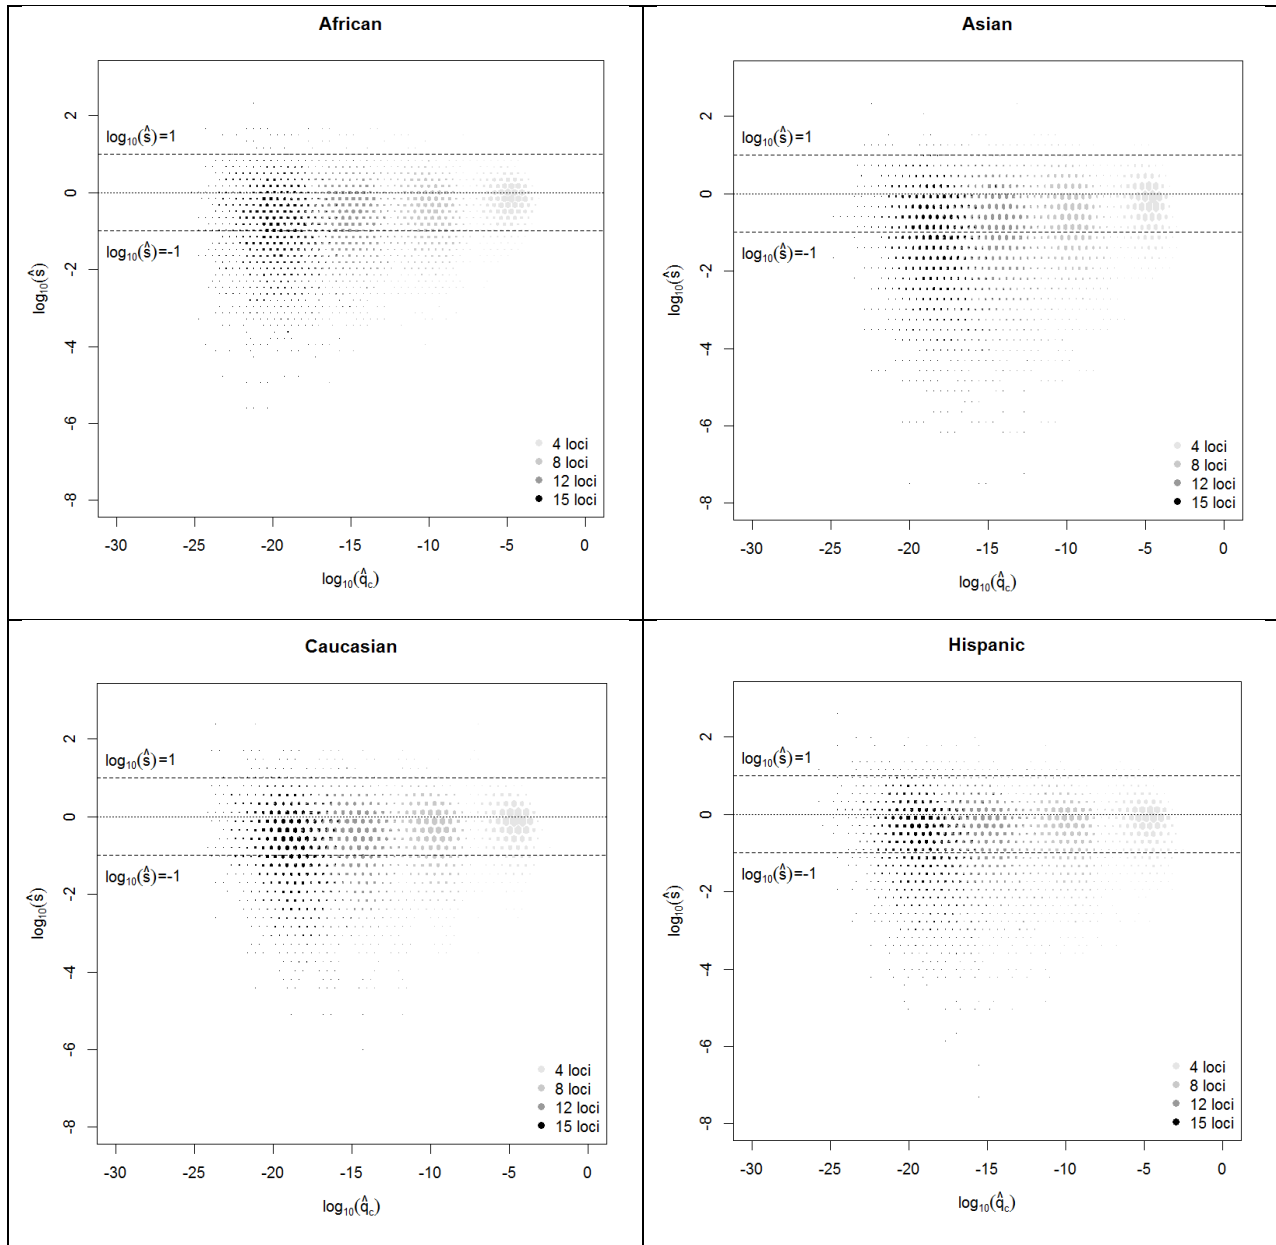 African
log₁₀(ŝ)=1
log₁₀(ŝ)=-1
log₁₀(ŝ)
2
0
-2
-4
-6
-8
4 loci
8 loci
12 loci
15 loci
-30 -25 -20 -15 -10 -5 0
log₁₀(q̂c)
Asian
log₁₀(ŝ)=1
log₁₀(ŝ)=-1
log₁₀(ŝ)
2
0
-2
-4
-6
-8
4 loci
8 loci
12 loci
15 loci
-30 -25 -20 -15 -10 -5 0
log₁₀(q̂c)
Caucasian
log₁₀(ŝ)=1
log₁₀(ŝ)=-1
log₁₀(ŝ)
2
0
-2
-4
-6
-8
4 loci
8 loci
12 loci
15 loci
-30 -25 -20 -15 -10 -5 0
log₁₀(q̂c)
Hispanic
log₁₀(ŝ)=1
log₁₀(ŝ)=-1
log₁₀(ŝ)
2
0
-2
-4
-6
-8
4 loci
8 loci
12 loci
15 loci
-30 -25 -20 -15 -10 -5 0
log₁₀(q̂c)